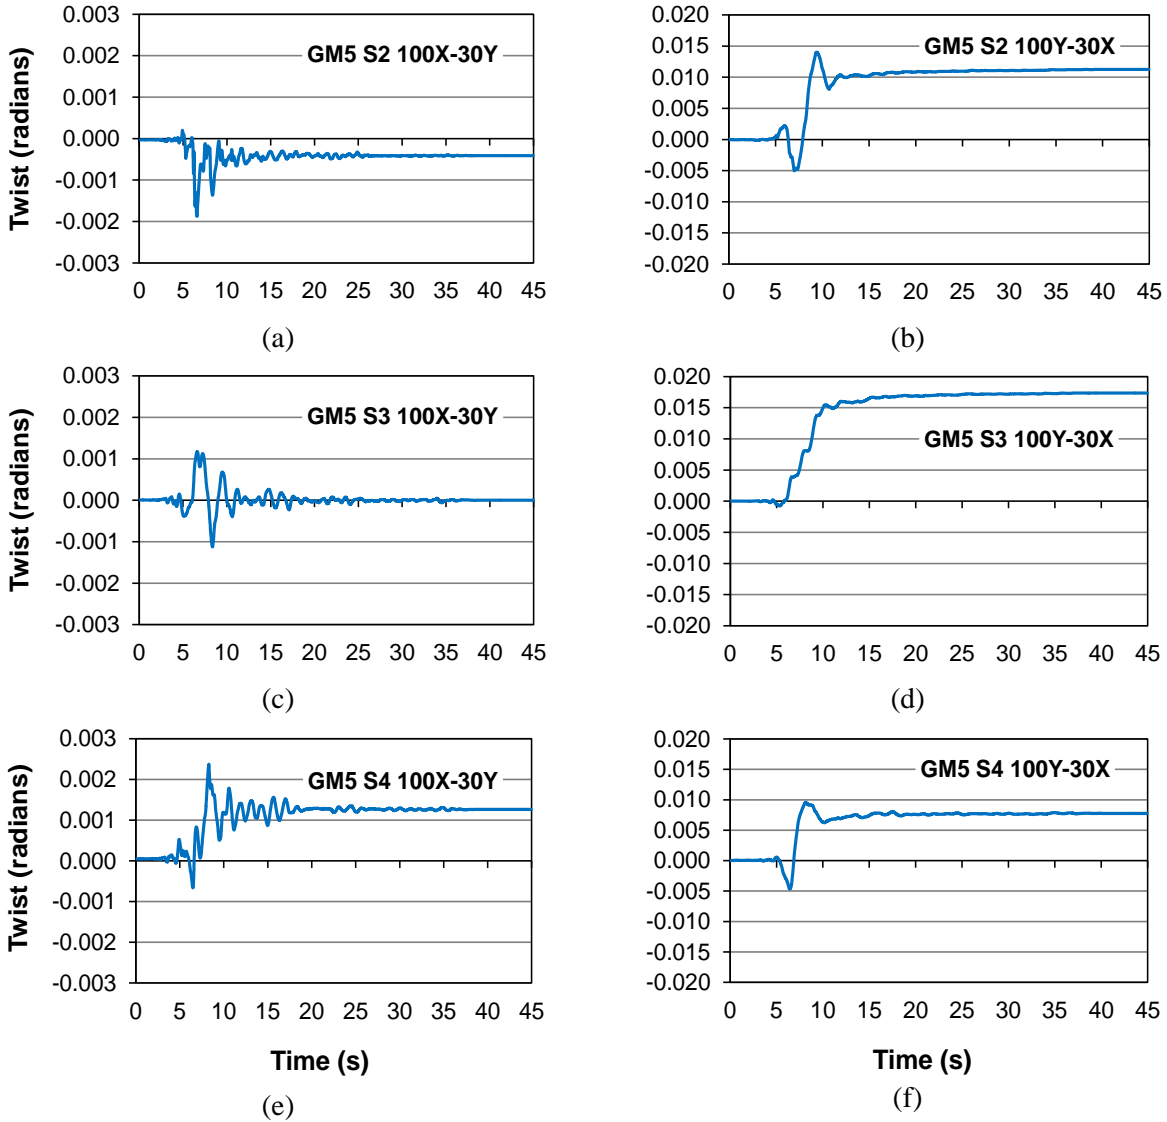 Twist (radians)
0.003
0.002
0.001
0.000
-0.001
-0.002
-0.003
GM5 S2 100X-30Y
0 5 10 15 20 25 30 35 40 45
(a)
0.020
0.015
0.010
0.005
0.000
-0.005
-0.010
-0.015
-0.020
GM5 S2 100Y-30X
0 5 10 15 20 25 30 35 40 45
(b)
Twist (radians)
0.003
0.002
0.001
0.000
-0.001
-0.002
-0.003
GM5 S3 100X-30Y
0 5 10 15 20 25 30 35 40 45
(c)
0.020
0.015
0.010
0.005
0.000
-0.005
-0.010
-0.015
-0.020
GM5 S3 100Y-30X
0 5 10 15 20 25 30 35 40 45
(d)
Twist (radians)
0.003
0.002
0.001
0.000
-0.001
-0.002
-0.003
GM5 S4 100X-30Y
0 5 10 15 20 25 30 35 40 45
Time (s)
(e)
0.020
0.015
0.010
0.005
0.000
-0.005
-0.010
-0.015
-0.020
GM5 S4 100Y-30X
0 5 10 15 20 25 30 35 40 45
Time (s)
(f)